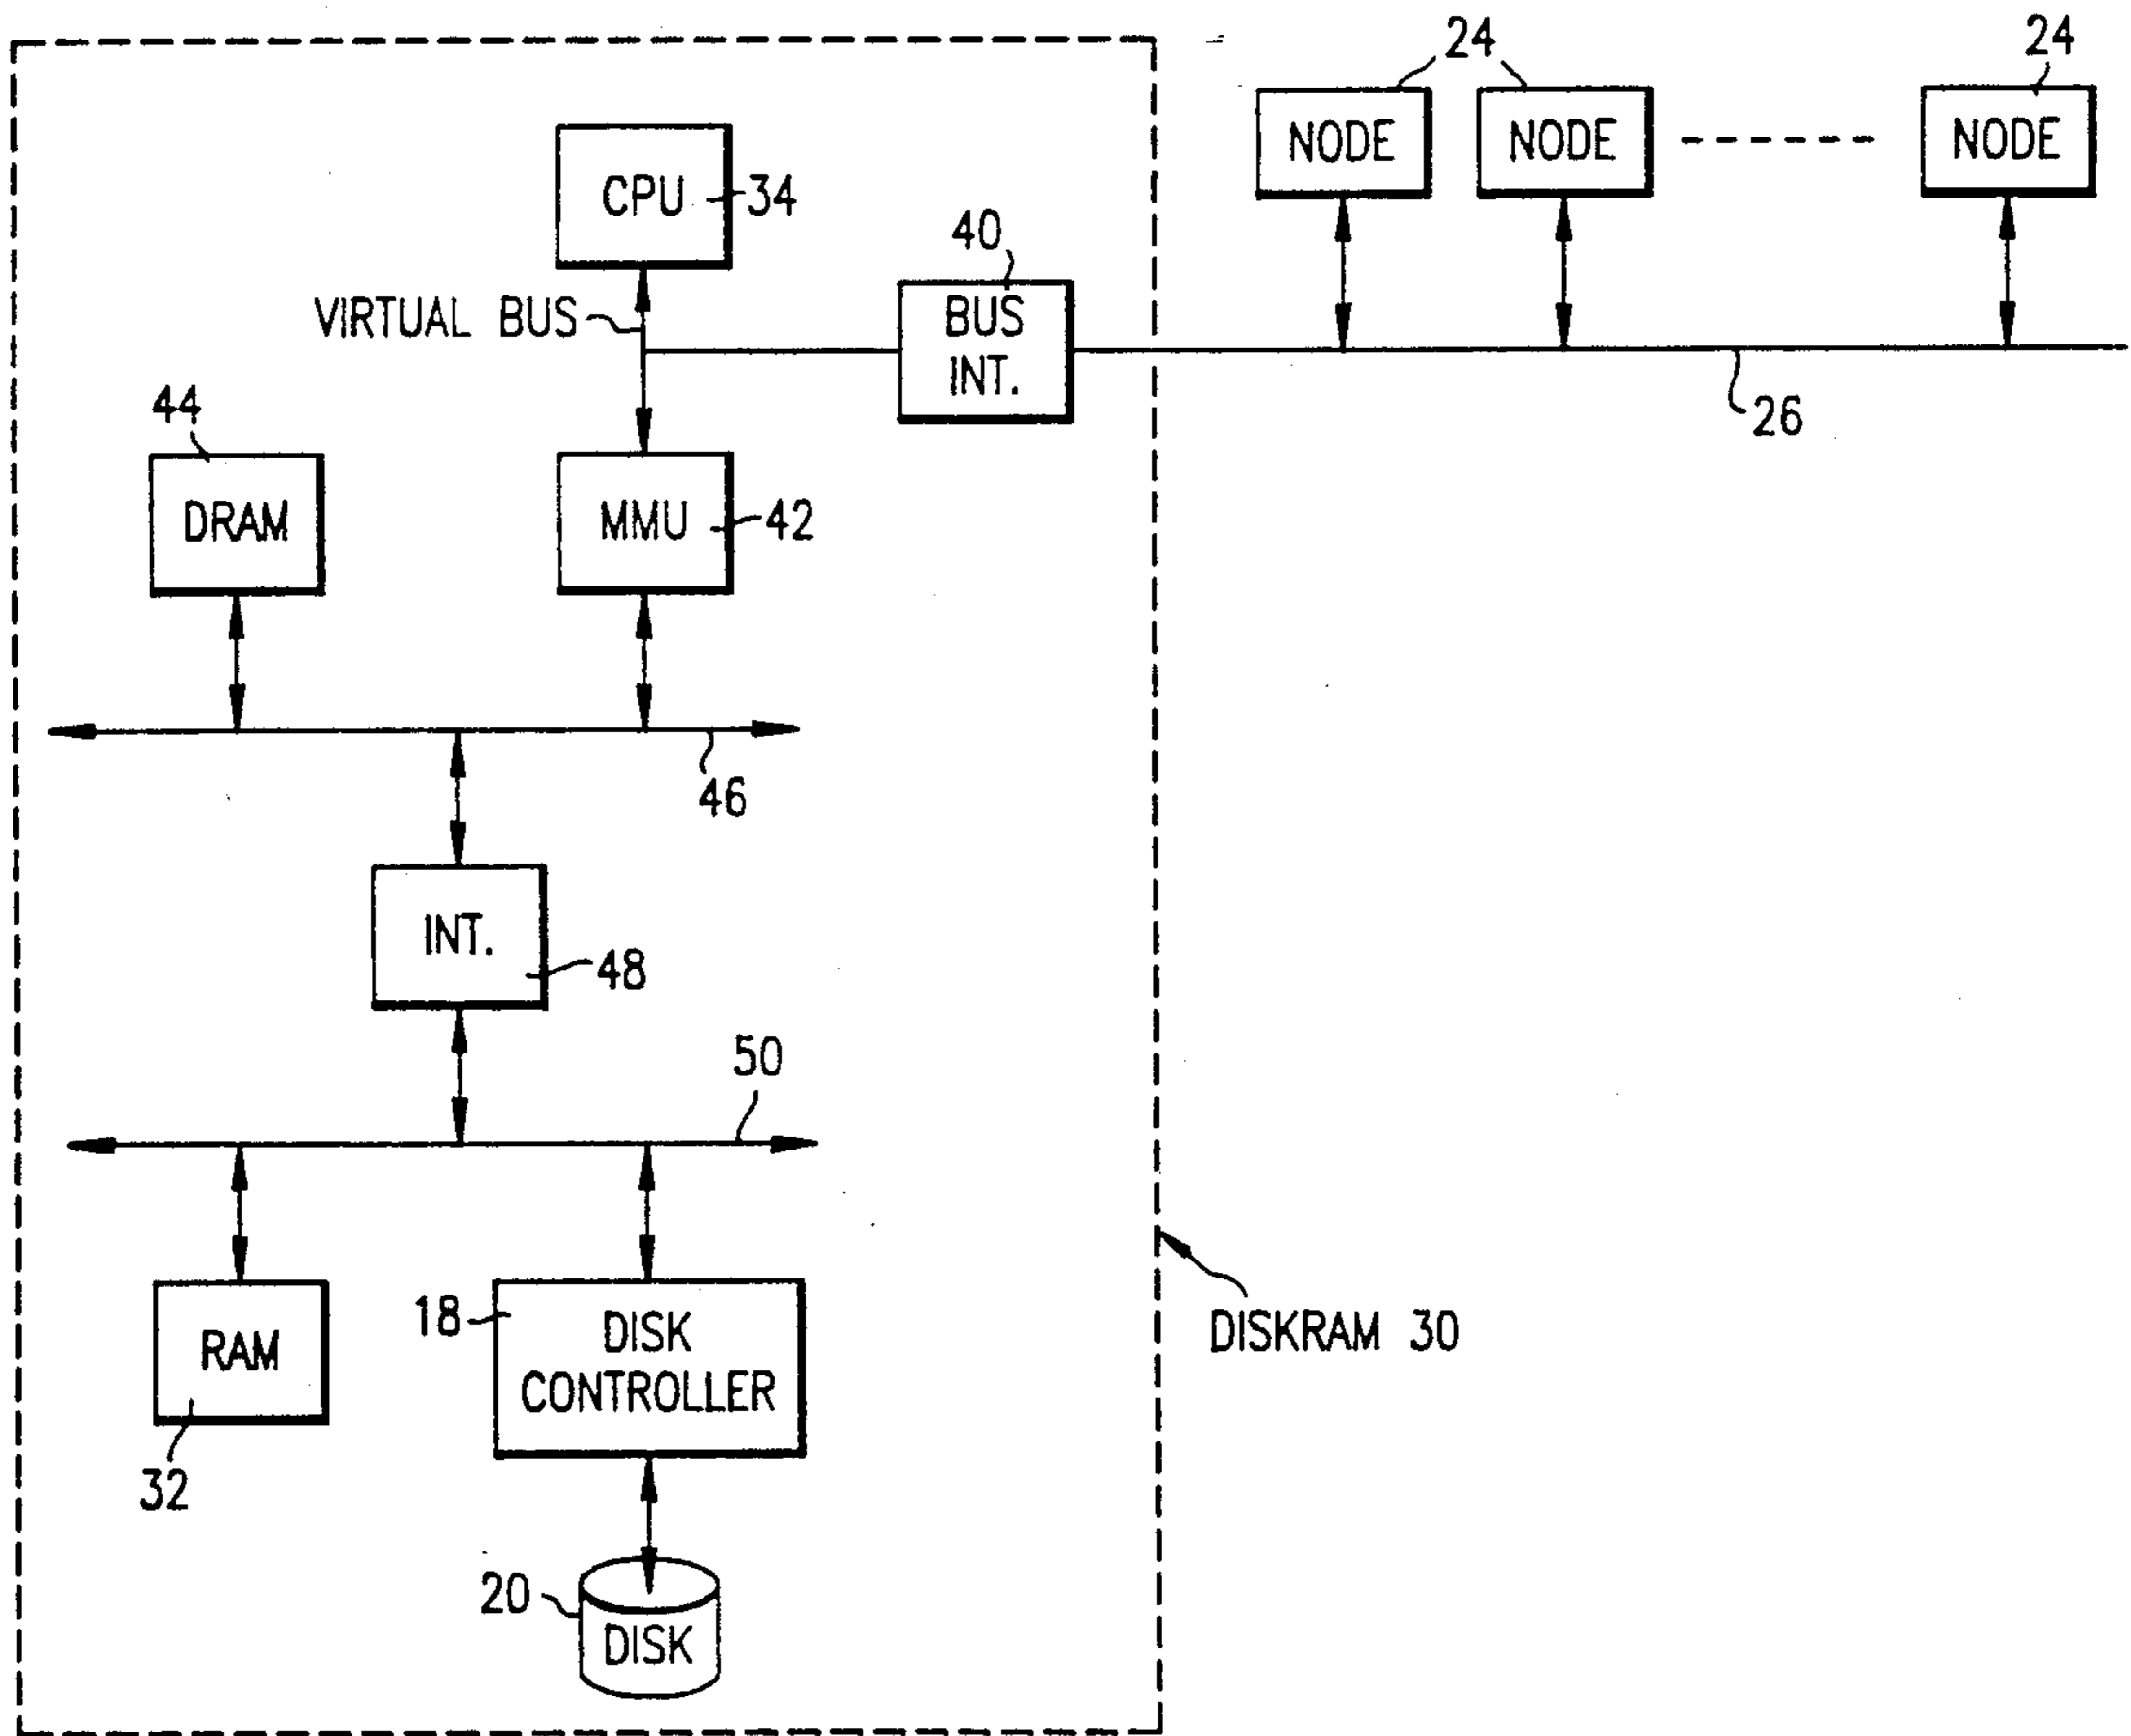 24
24
NODE
NODE
NODE
CPU
34
40
VIRTUAL BUS
BUS
INT.
26
44
DRAM
MMU
42
46
INT.
48
50
18
DISK
CONTROLLER
RAM
32
DISKRAM 30
20
DISK